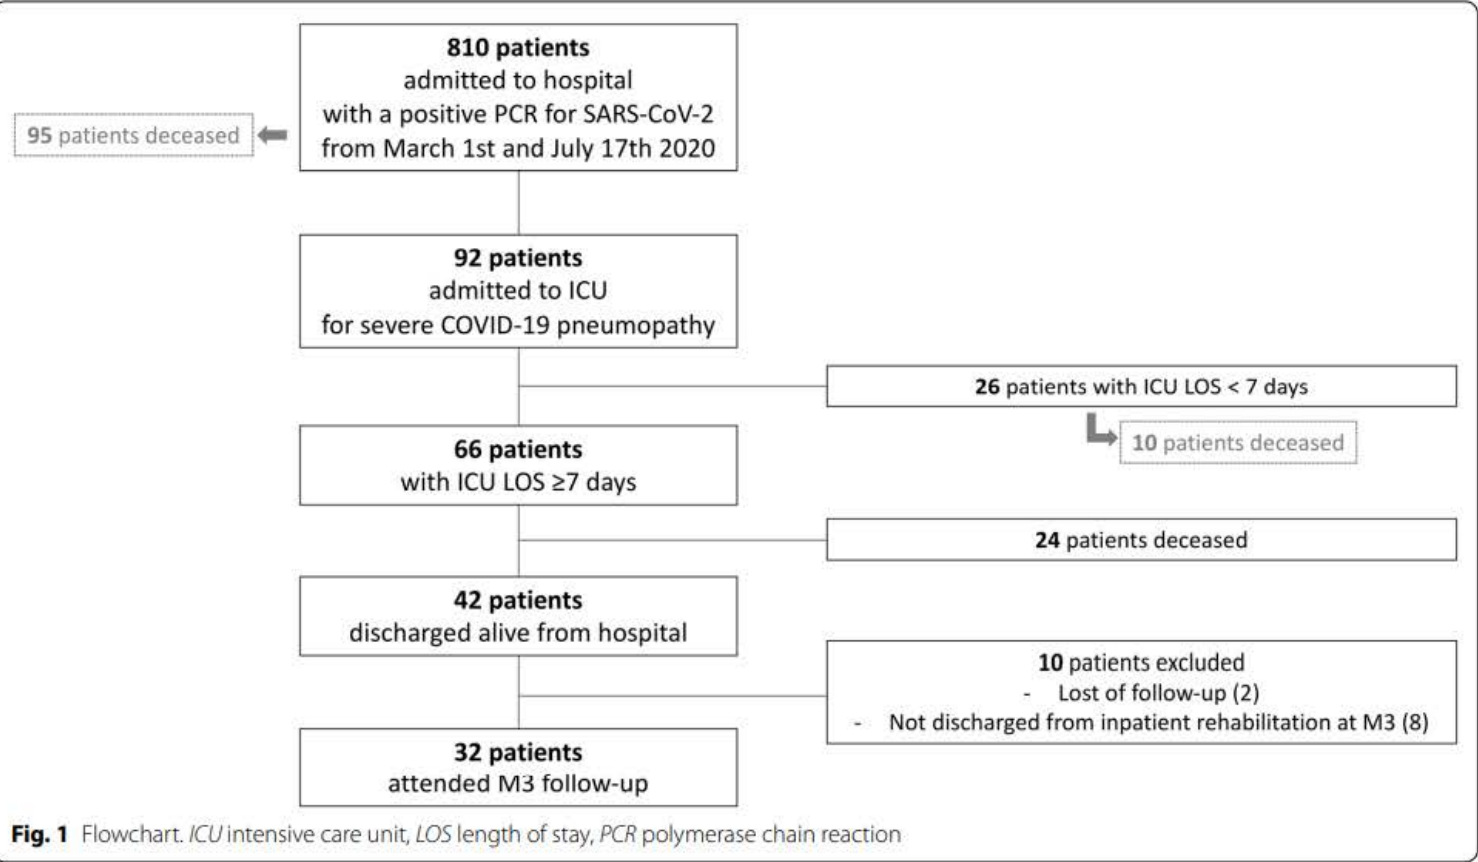 810 patients
admitted to hospital
with a positive PCR for SARS-CoV-2
from March 1st and July 17th 2020
95 patients deceased
92 patients
admitted to ICU
for severe COVID-19 pneumopathy
26 patients with ICU LOS < 7 days
10 patients deceased
66 patients
with ICU LOS ≥7 days
24 patients deceased
42 patients
discharged alive from hospital
10 patients excluded
- Lost of follow-up (2)
- Not discharged from inpatient rehabilitation at M3 (8)
32 patients
attended M3 follow-up
Fig. 1 Flowchart. ICU intensive care unit, LOS length of stay, PCR polymerase chain reaction